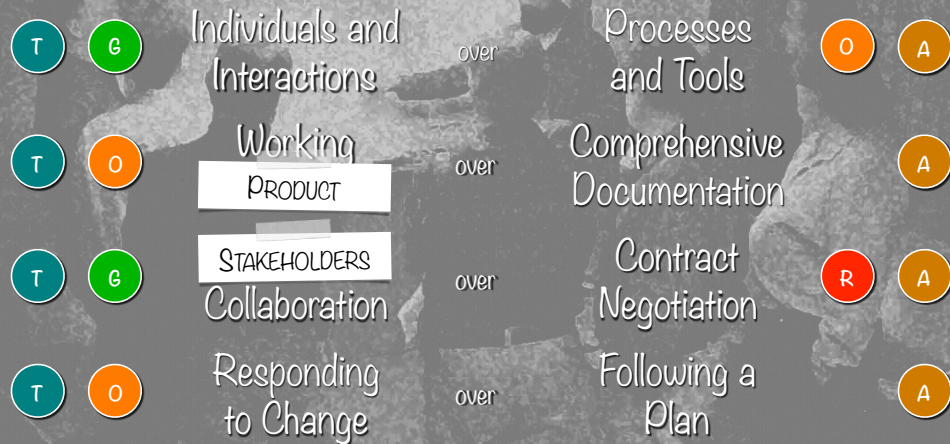 T G Individuals and over Processes O A
Interactions and Tools
T O Working over Comprehensive A
PRODUCT Documentation
T G STAKEHOLDERS over Contract R A
Collaboration Negotiation
T O Responding over Following a A
to Change Plan